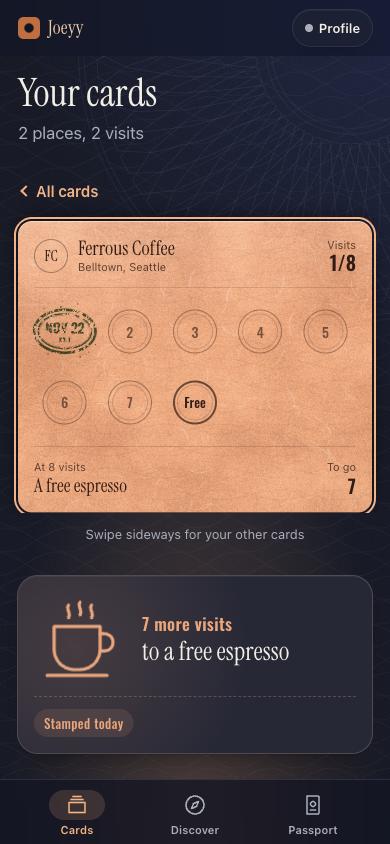 Joeyy
Profile
Your cards
2 places, 2 visits
All cards
FC
Ferrous Coffee
Belltown, Seattle
Visits
1/8
NOV 22
2
3
4
5
6
7
Free
At 8 visits
A free espresso
To go
7
Swipe sideways for your other cards
7 more visits
to a free espresso
Stamped today
Cards
Discover
Passport